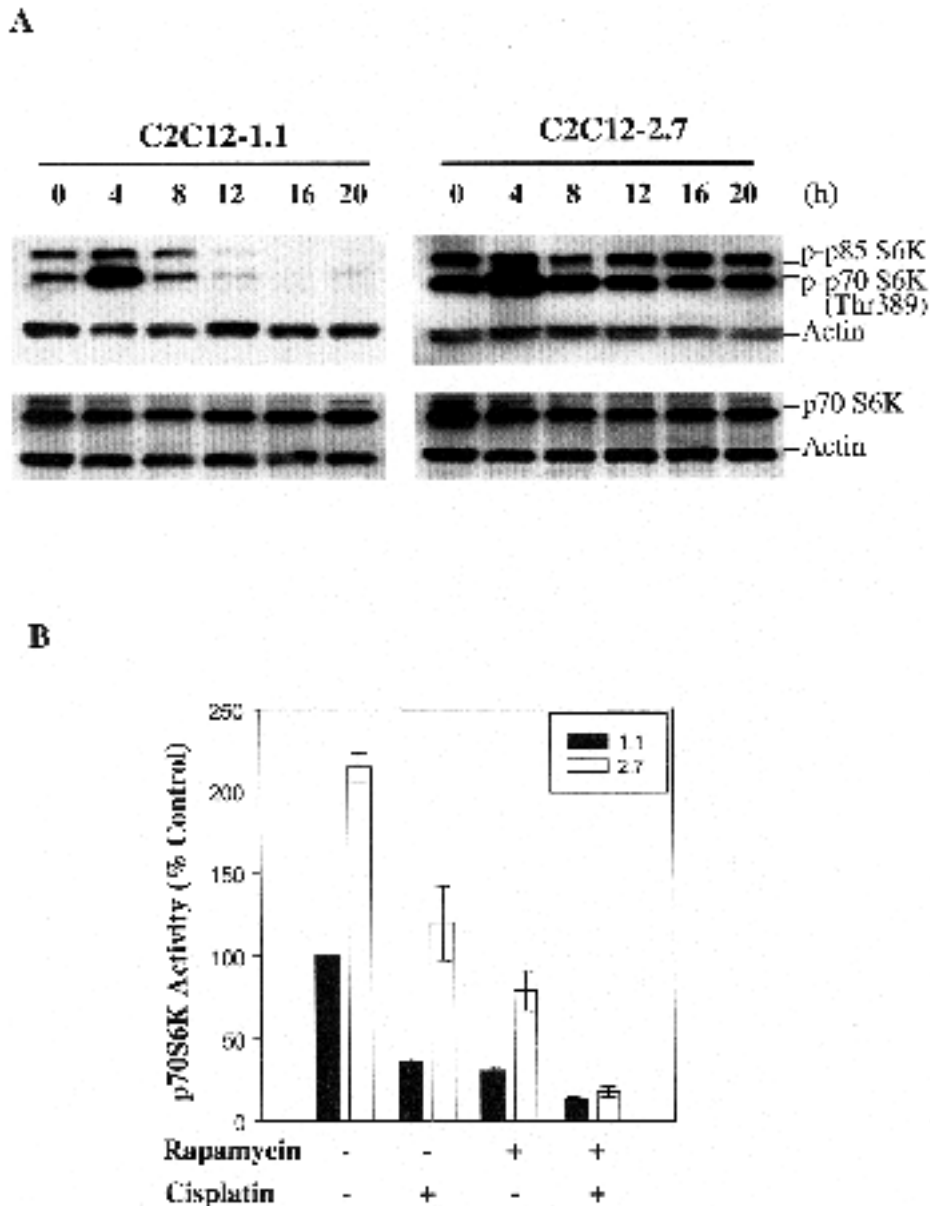 A
C2C12-1.1 C2C12-2.7
0 4 8 12 16 20 0 4 8 12 16 20 (h)
p-p85 S6K
p-p70 S6K
(Thr389)
Actin
p70 S6K
Actin
B
250
200
150
100
50
0
p70S6K Activity (% Control)
1.1
2.7
Rapamycin - - + +
Cisplatin - + - +